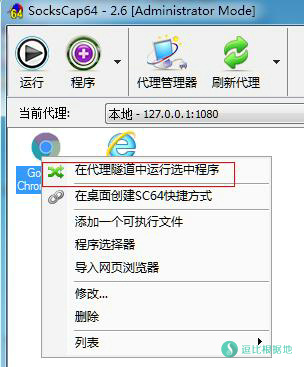 SocksCap64 - 2.6 [Administrator Mode]
运行
程序
代理管理器
刷新代理
当前代理:
本地 - 127.0.0.1:1080
Go
Chrom
在代理隧道中运行选中程序
在桌面创建SC64快捷方式
添加一个可执行文件
程序选择器
导入网页浏览器
修改...
删除
列表
逗比根据地